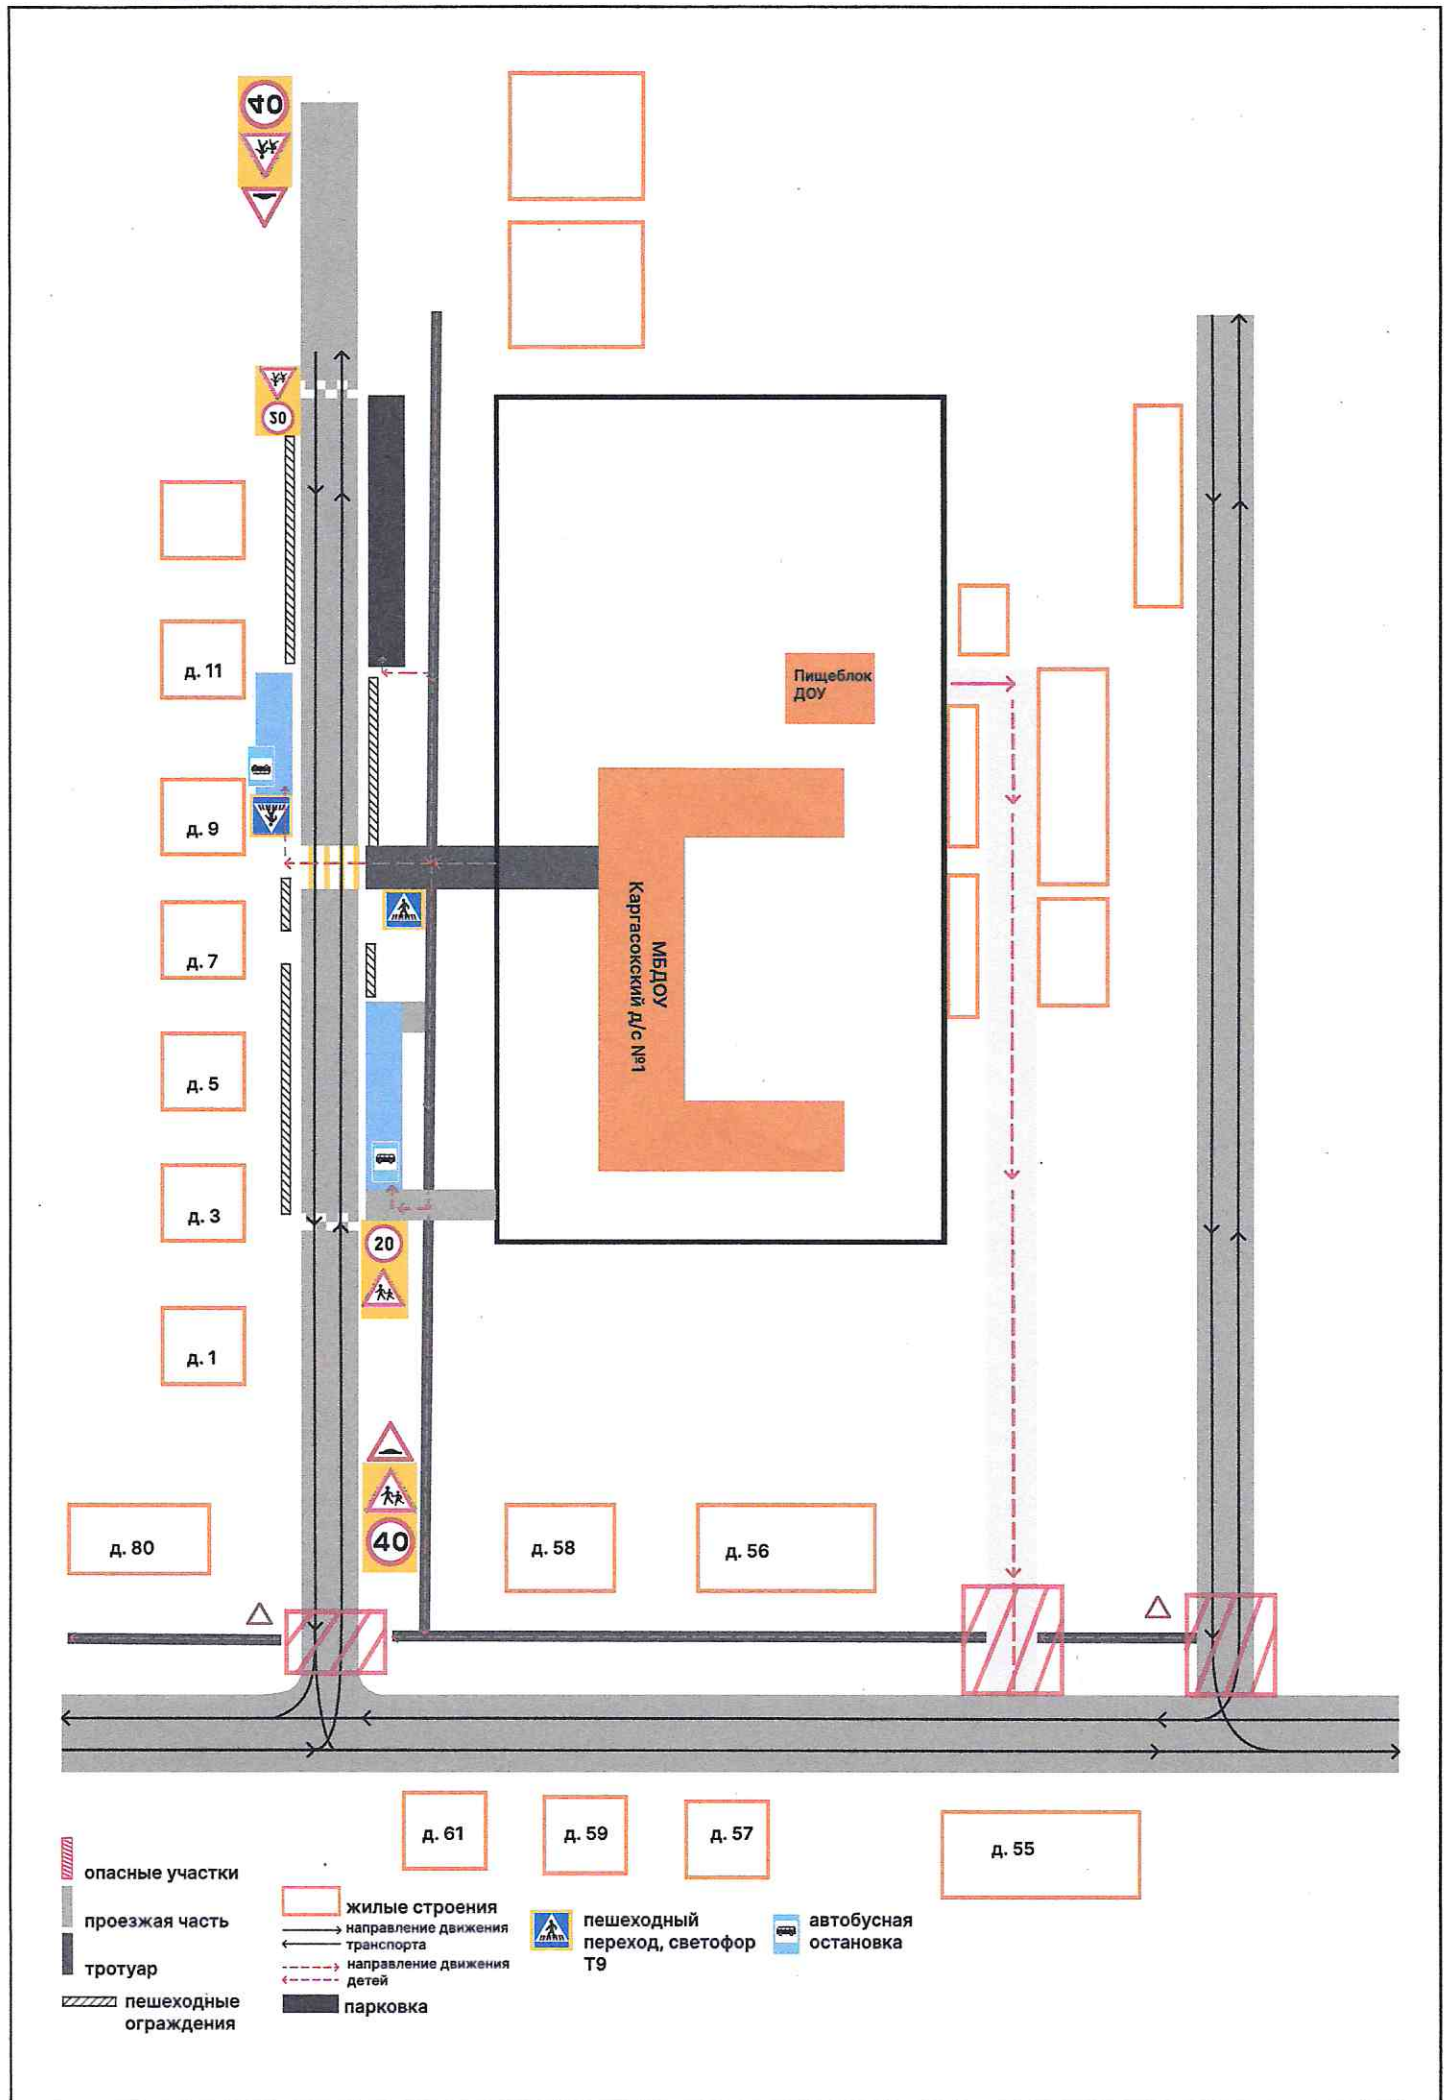 40
20
д. 11
Пищеблок
ДОУ
д. 9
МБДОУ
Каргасокский д/с №1
д. 7
д. 5
д. 3
20
д. 1
40
д. 80
д. 58
д. 56
д. 61
д. 59
д. 57
д. 55
опасные участки
проезжая часть
тротуар
пешеходные
ограждения
жилые строения
направление движения
транспорта
направление движения
детей
парковка
пешеходный
переход, светофор
Т9
автобусная
остановка